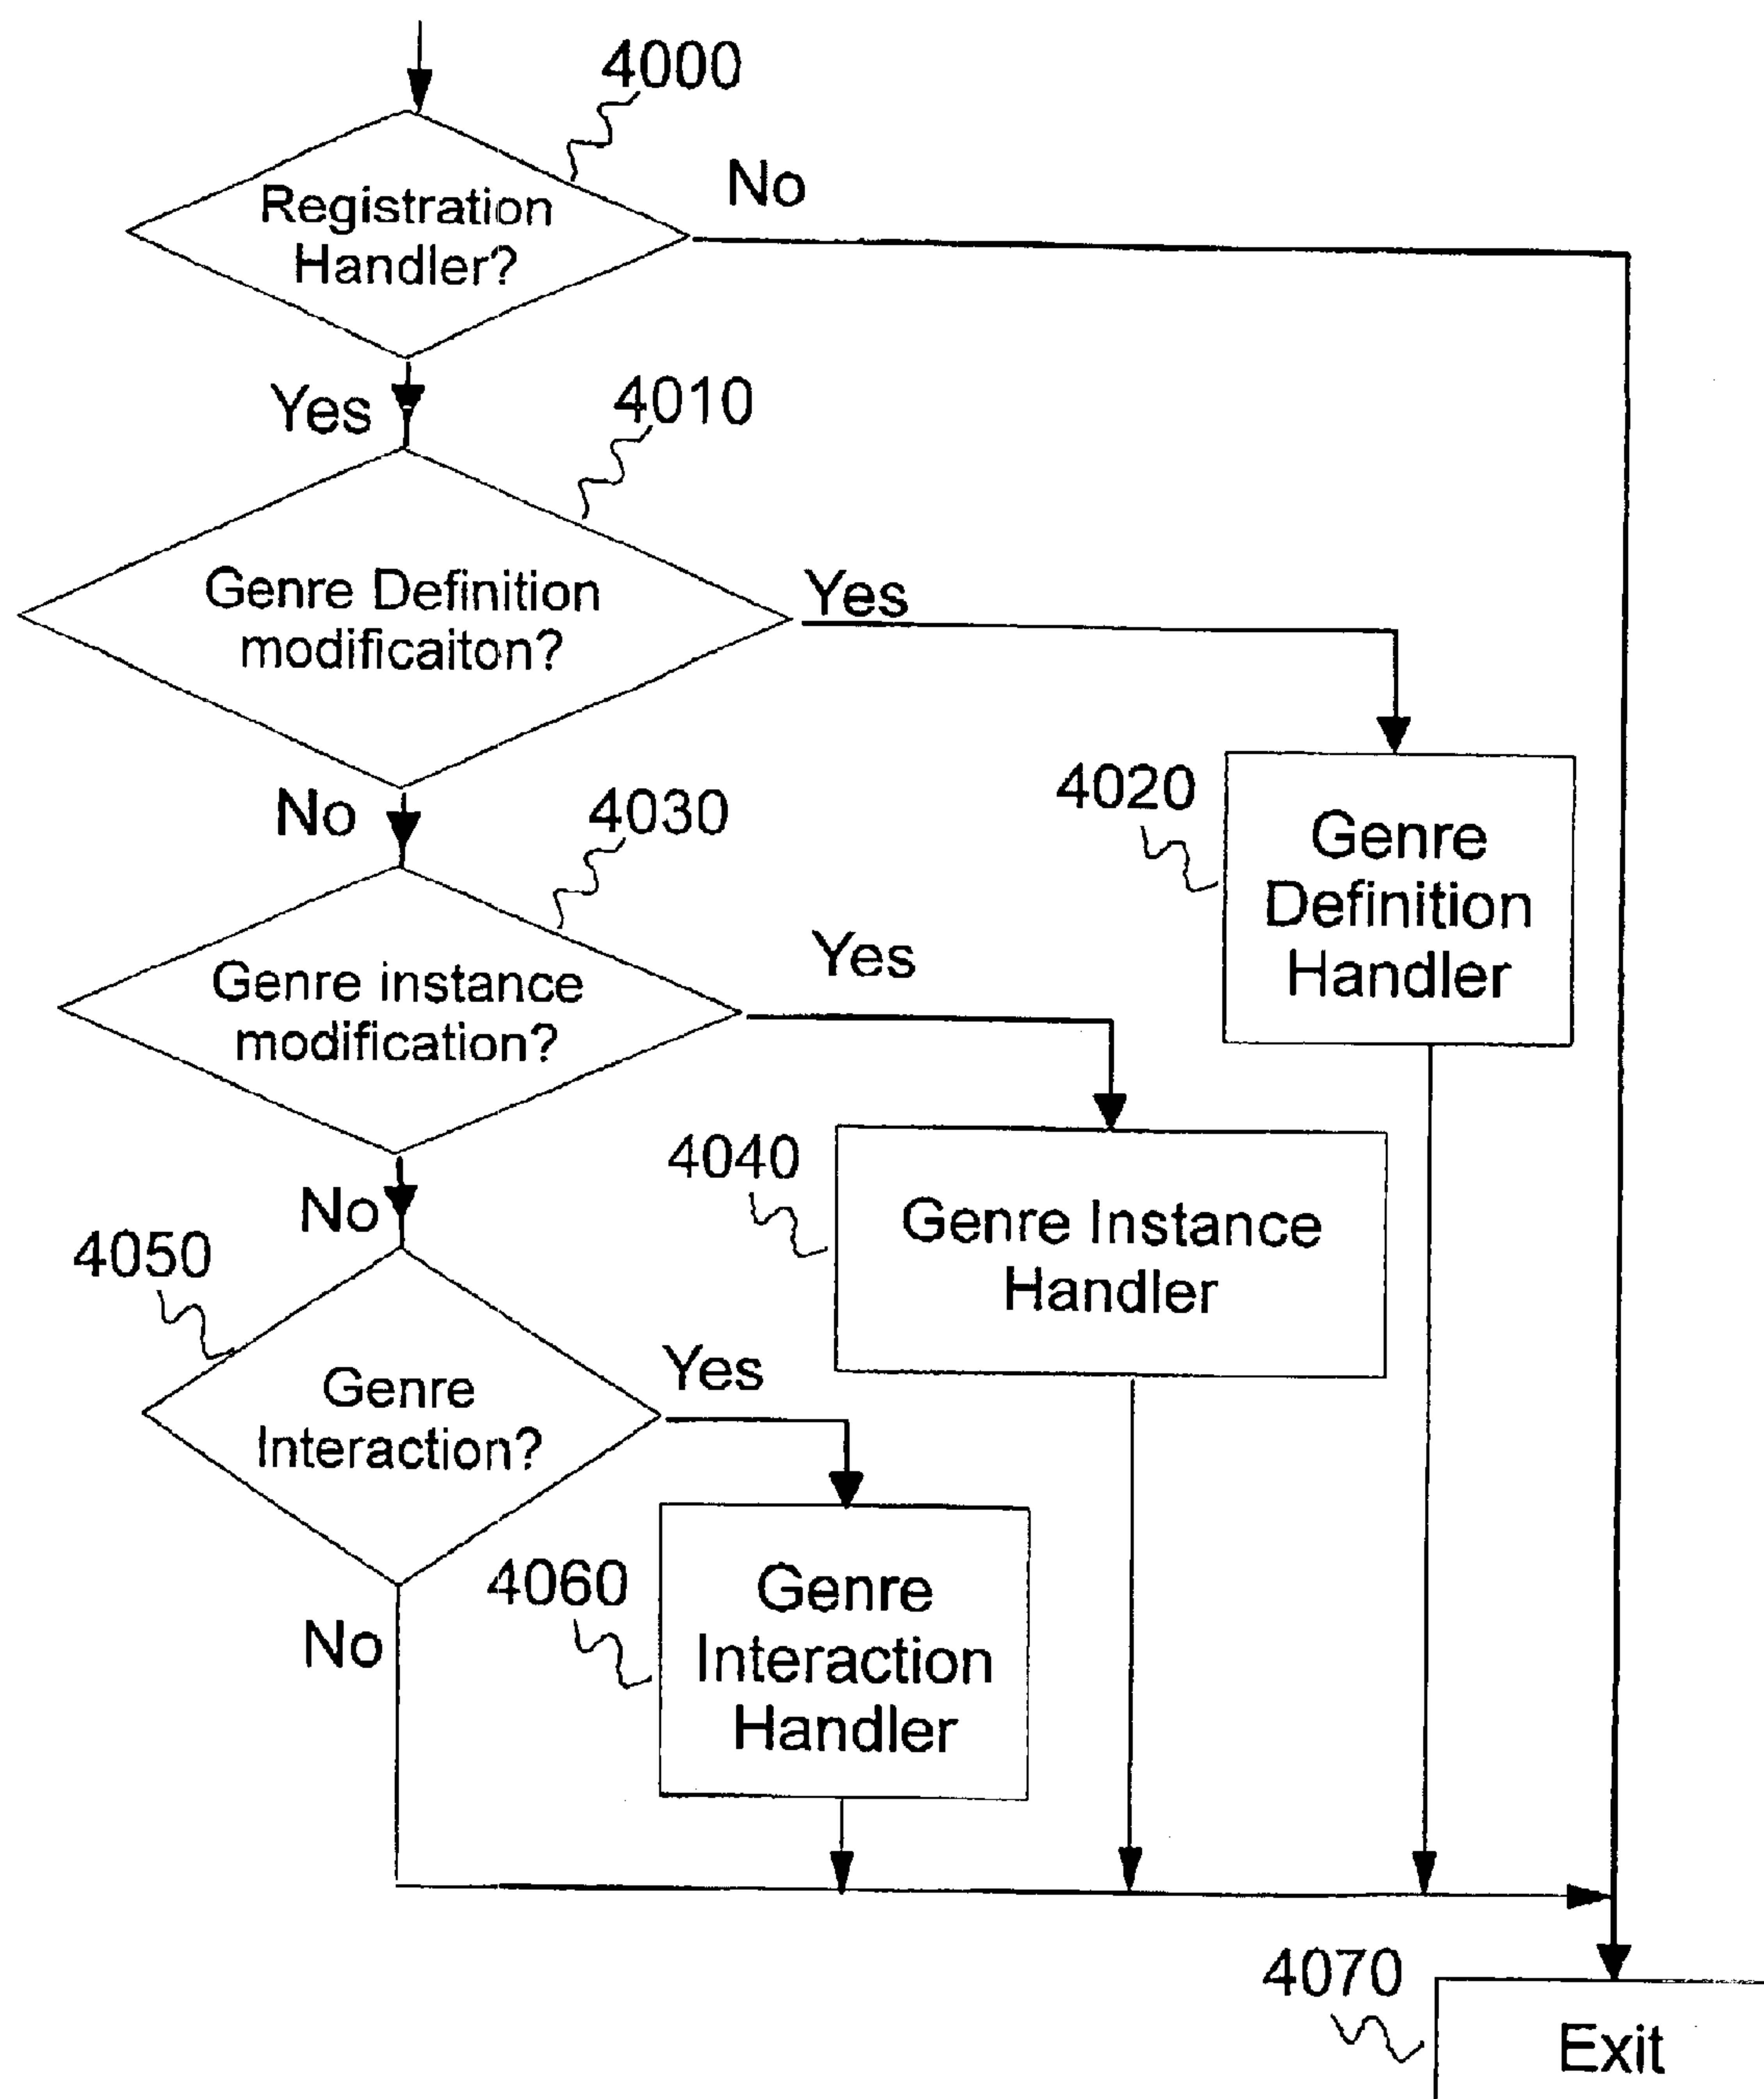 4000
Registration
Handler?
No
Yes
4010
Genre Definition
modificaiton?
Yes
4020
Genre
Definition
Handler
No
4030
Genre instance
modification?
Yes
4040
Genre Instance
Handler
No
4050
Genre
Interaction?
Yes
4060
Genre
Interaction
Handler
No
4070
Exit